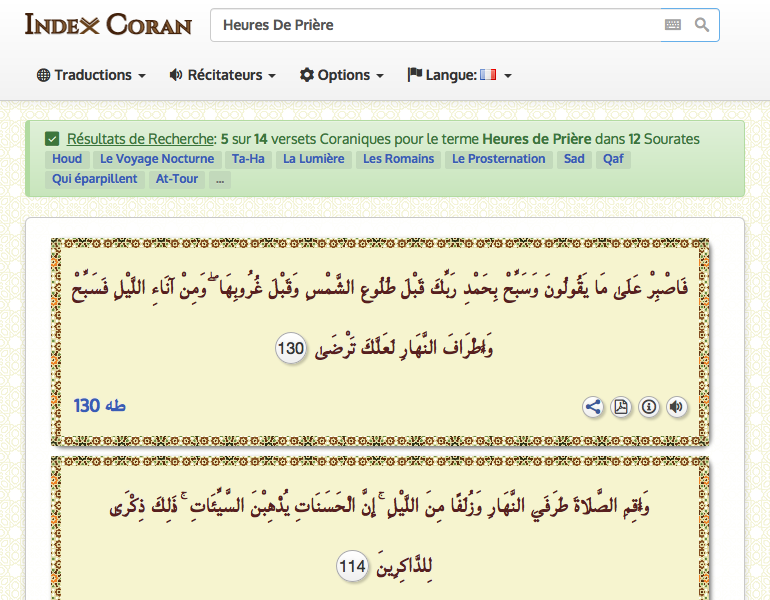 INDEX CORAN
Heures De Prière
Traductions
Récitateurs
Options
Langue:
Résultats de Recherche: 5 sur 14 versets Coraniques pour le terme Heures de Prière dans 12 Sourates
Houd Le Voyage Nocturne Ta-Ha La Lumière Les Romains Le Prosternation Sad Qaf
Qui éparpillent At-Tour ...
فَاصْبِرْ عَلَىٰ مَا يَقُولُونَ وَسَبِّحْ بِحَمْدِ رَبِّكَ قَبْلَ طُلُوعِ الشَّمْسِ وَقَبْلَ غُرُوبِهَا ۖ وَمِنْ آنَاءِ اللَّيْلِ فَسَبِّحْ
وَأَطْرَافَ النَّهَارِ لَعَلَّكَ تَرْضَىٰ 130
طه 130
وَأَقِمِ الصَّلَاةَ طَرَفَيِ النَّهَارِ وَزُلَفًا مِنَ اللَّيْلِ ۚ إِنَّ الْحَسَنَاتِ يُذْهِبْنَ السَّيِّئَاتِ ۚ ذَٰلِكَ ذِكْرَىٰ
لِلذَّاكِرِينَ 114